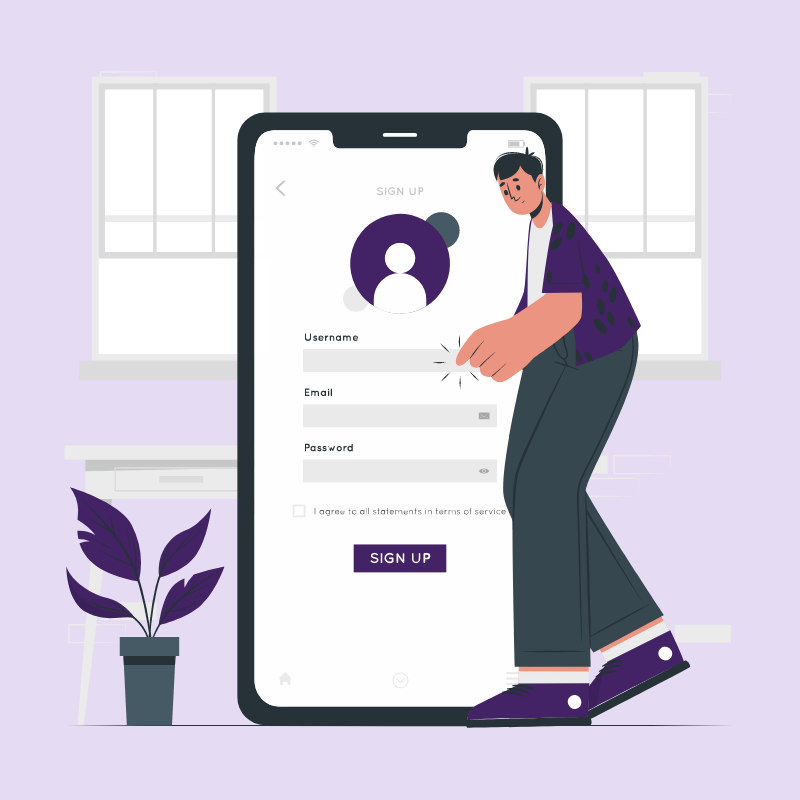 SIGN UP
Username
Email
Password
I agree to all statements in terms of service
SIGN UP